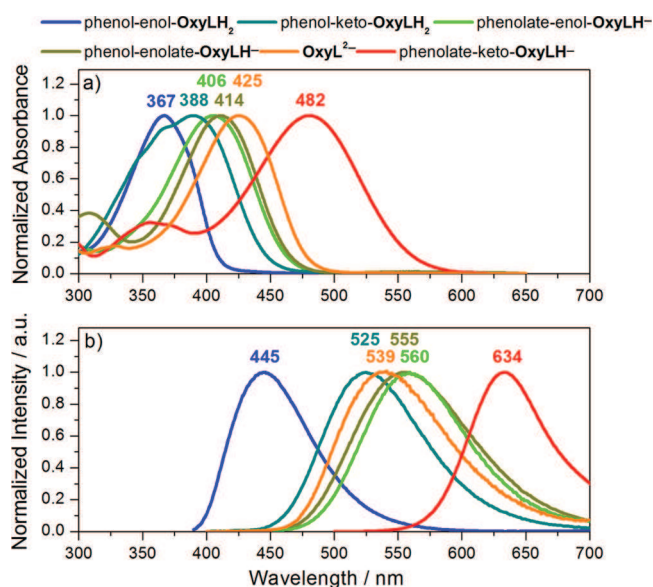 phenol-enol-OxyLH₂ phenol-keto-OxyLH₂ phenolate-enol-OxyLH⁻
phenol-enolate-OxyLH⁻ OxyL²⁻ phenolate-keto-OxyLH⁻
a)
406 425
367 388 414 482
Normalized Absorbance
1.0
0.8
0.6
0.4
0.2
0.0
300 350 400 450 500 550 600 650 700
b)
525 555
445 539 560 634
Normalized Intensity / a.u.
1.2
1.0
0.8
0.6
0.4
0.2
0.0
300 350 400 450 500 550 600 650 700
Wavelength / nm